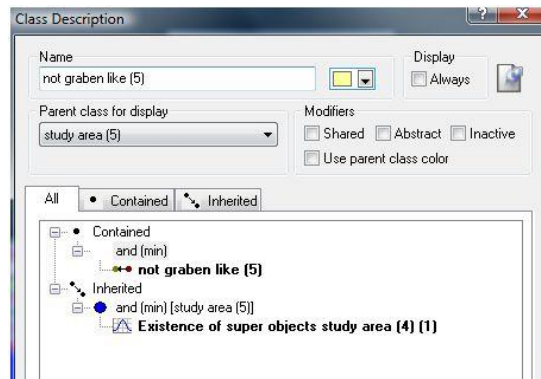 Class Description
?
X
Name
not graben like (5)
Display
Always
Parent class for display
study area (5)
Modifiers
Shared
Abstract
Inactive
Use parent class color
All
Contained
Inherited
Contained
and (min)
not graben like (5)
Inherited
and (min) [study area (5)]
Existence of super objects study area (4) (1)